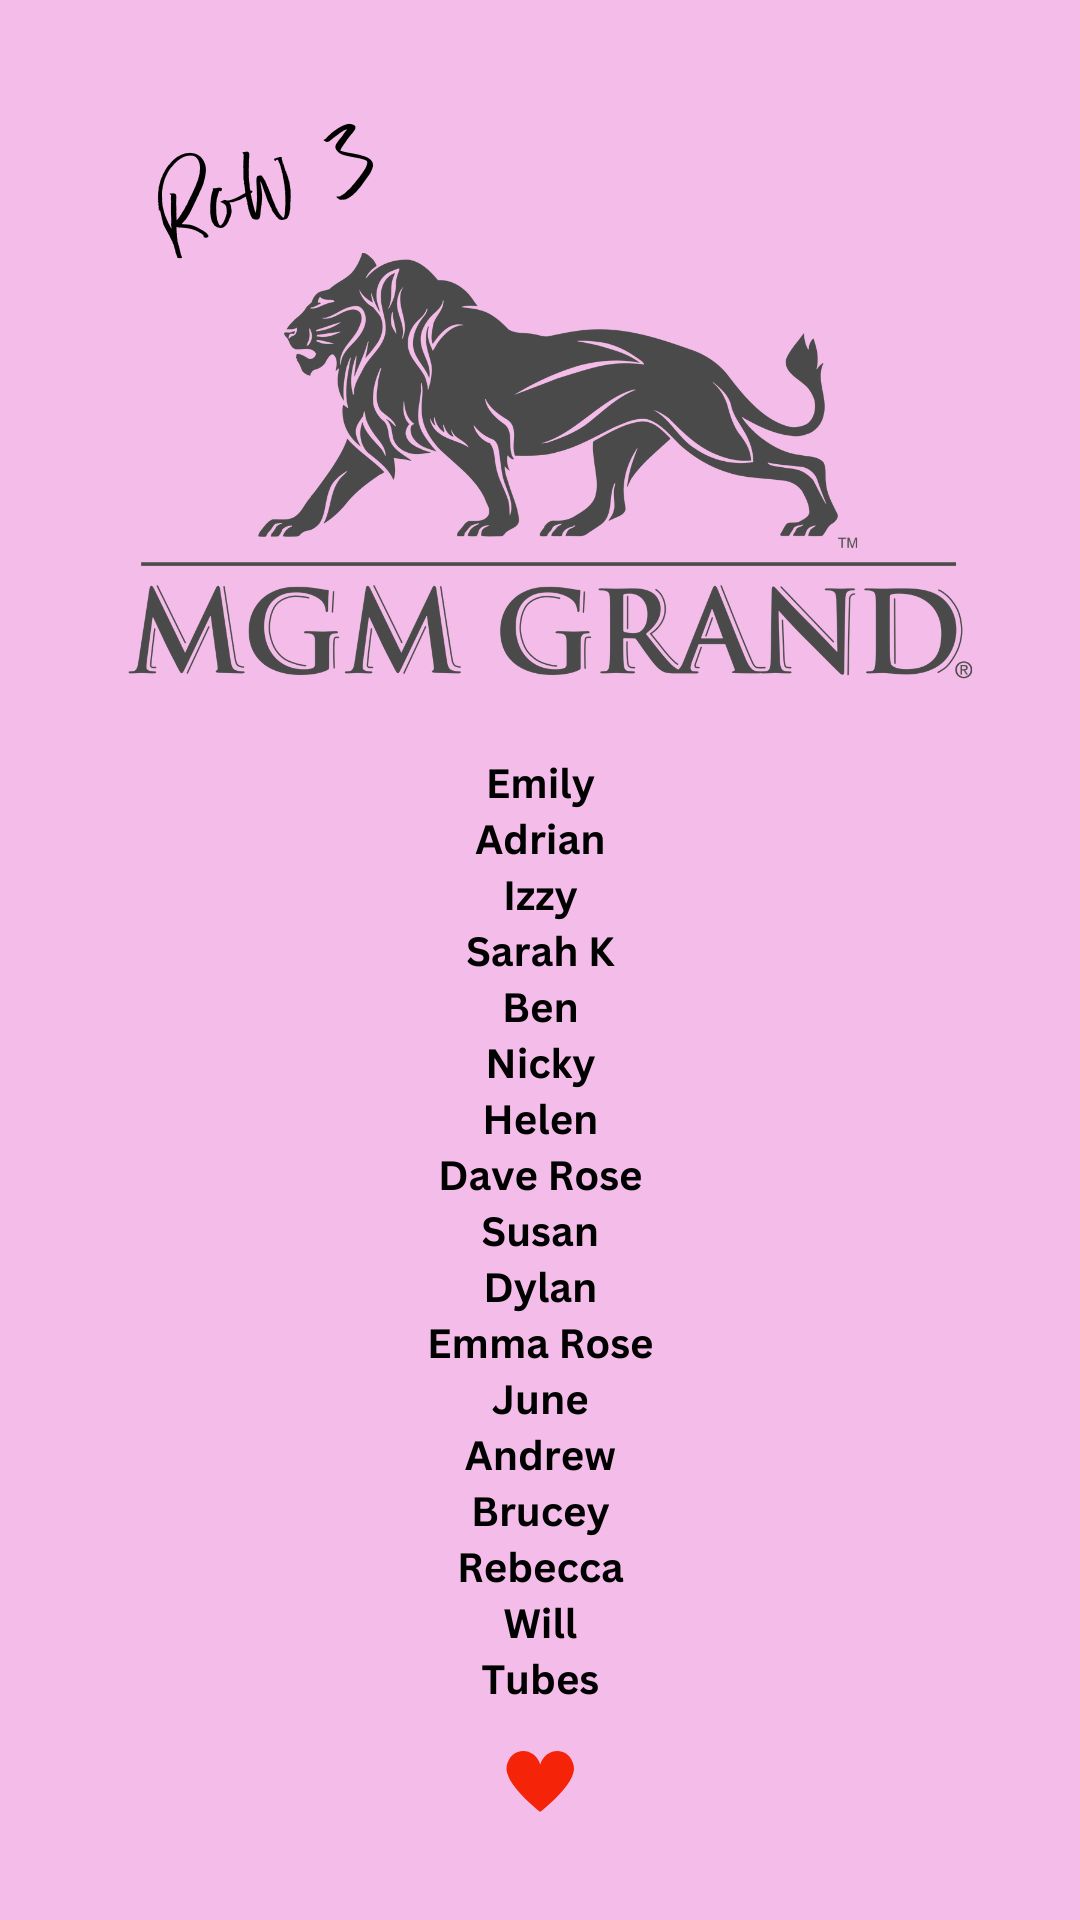 Row 3
TM
MGM GRAND®
Emily
Adrian
Izzy
Sarah K
Ben
Nicky
Helen
Dave Rose
Susan
Dylan
Emma Rose
June
Andrew
Brucey
Rebecca
Will
Tubes